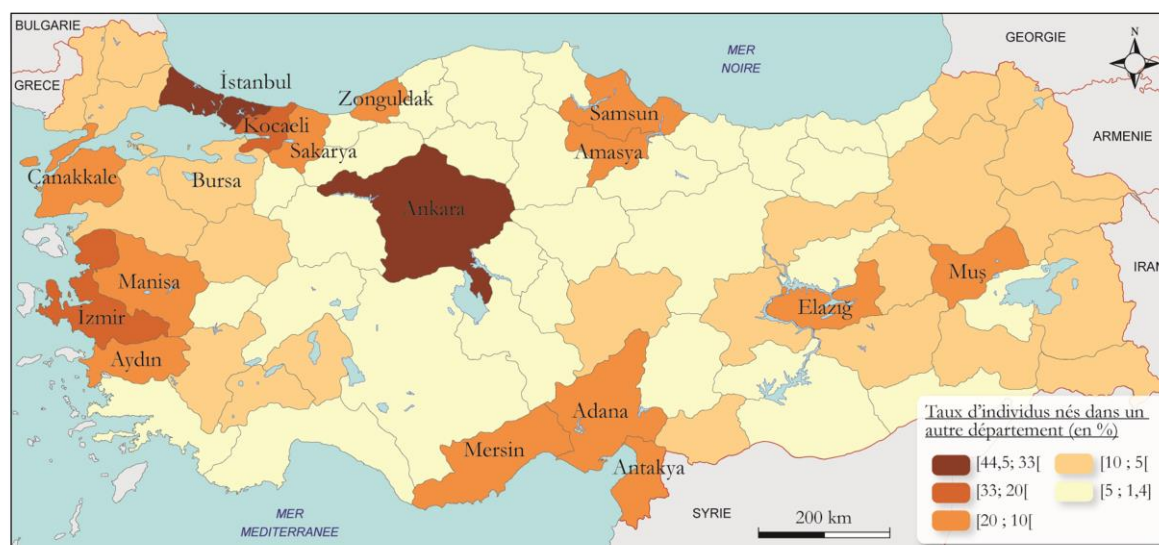 BULGARIE
GEORGIE
MER
NOIRE
N
GRECE
İstanbul
Zonguldak
Samsun
Kocaeli
ARMENIE
Sakarya
Amasya
Çanakkale
Bursa
Ankara
IRAN
Manisa
Muş
Elazığ
İzmir
Aydın
Adana
Mersin
Antakya
SYRIE
200 km
MER
MEDITERRANEE
Taux d'individus nés dans un
autre département (en %)
[44,5; 33[
[10 ; 5[
[33; 20[
[5 ; 1,4]
[20 ; 10[